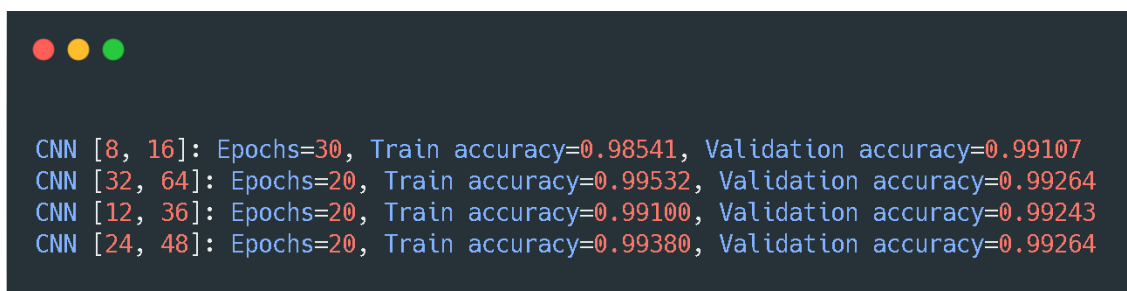 CNN [8, 16]: Epochs=30, Train accuracy=0.98541, Validation accuracy=0.99107
CNN [32, 64]: Epochs=20, Train accuracy=0.99532, Validation accuracy=0.99264
CNN [12, 36]: Epochs=20, Train accuracy=0.99100, Validation accuracy=0.99243
CNN [24, 48]: Epochs=20, Train accuracy=0.99380, Validation accuracy=0.99264